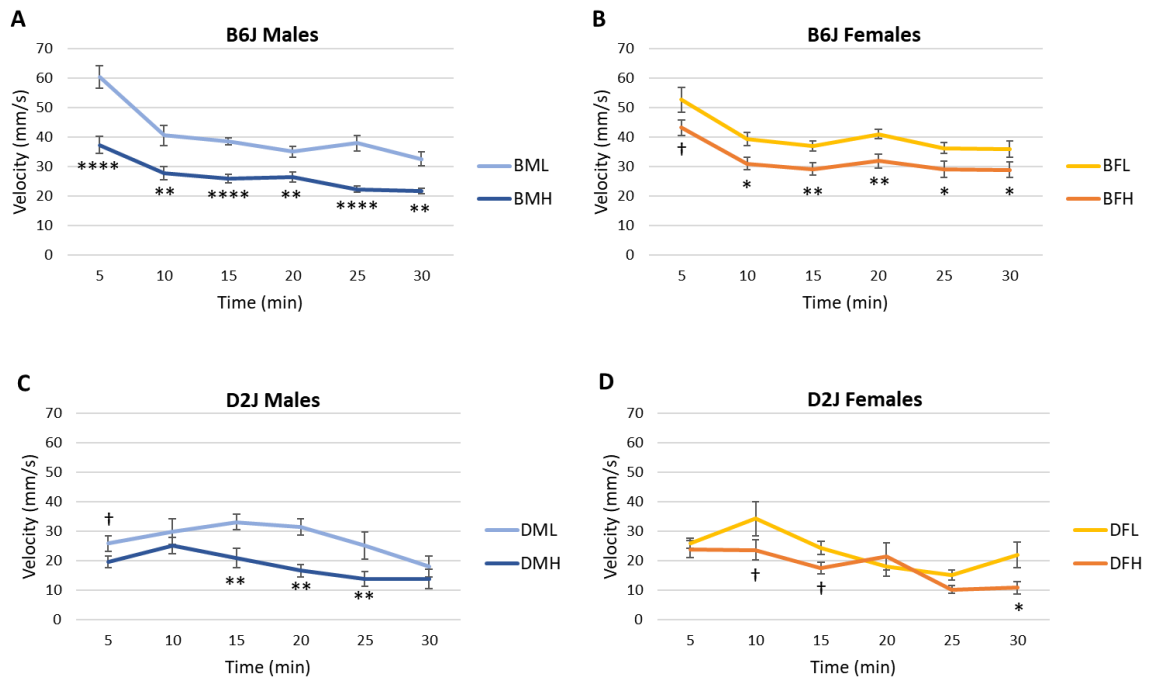 A
B6J Males
70
60
50
40
30
20
10
0
Velocity (mm/s)
****
**
****
**
****
**
5 10 15 20 25 30
Time (min)
BML
BMH
B
B6J Females
70
60
50
40
30
20
10
0
Velocity (mm/s)
†
*
**
**
*
*
5 10 15 20 25 30
Time (min)
BFL
BFH
C
D2J Males
70
60
50
40
30
20
10
0
Velocity (mm/s)
†
**
**
**
5 10 15 20 25 30
Time (min)
DML
DMH
D
D2J Females
70
60
50
40
30
20
10
0
Velocity (mm/s)
†
†
*
5 10 15 20 25 30
Time (min)
DFL
DFH